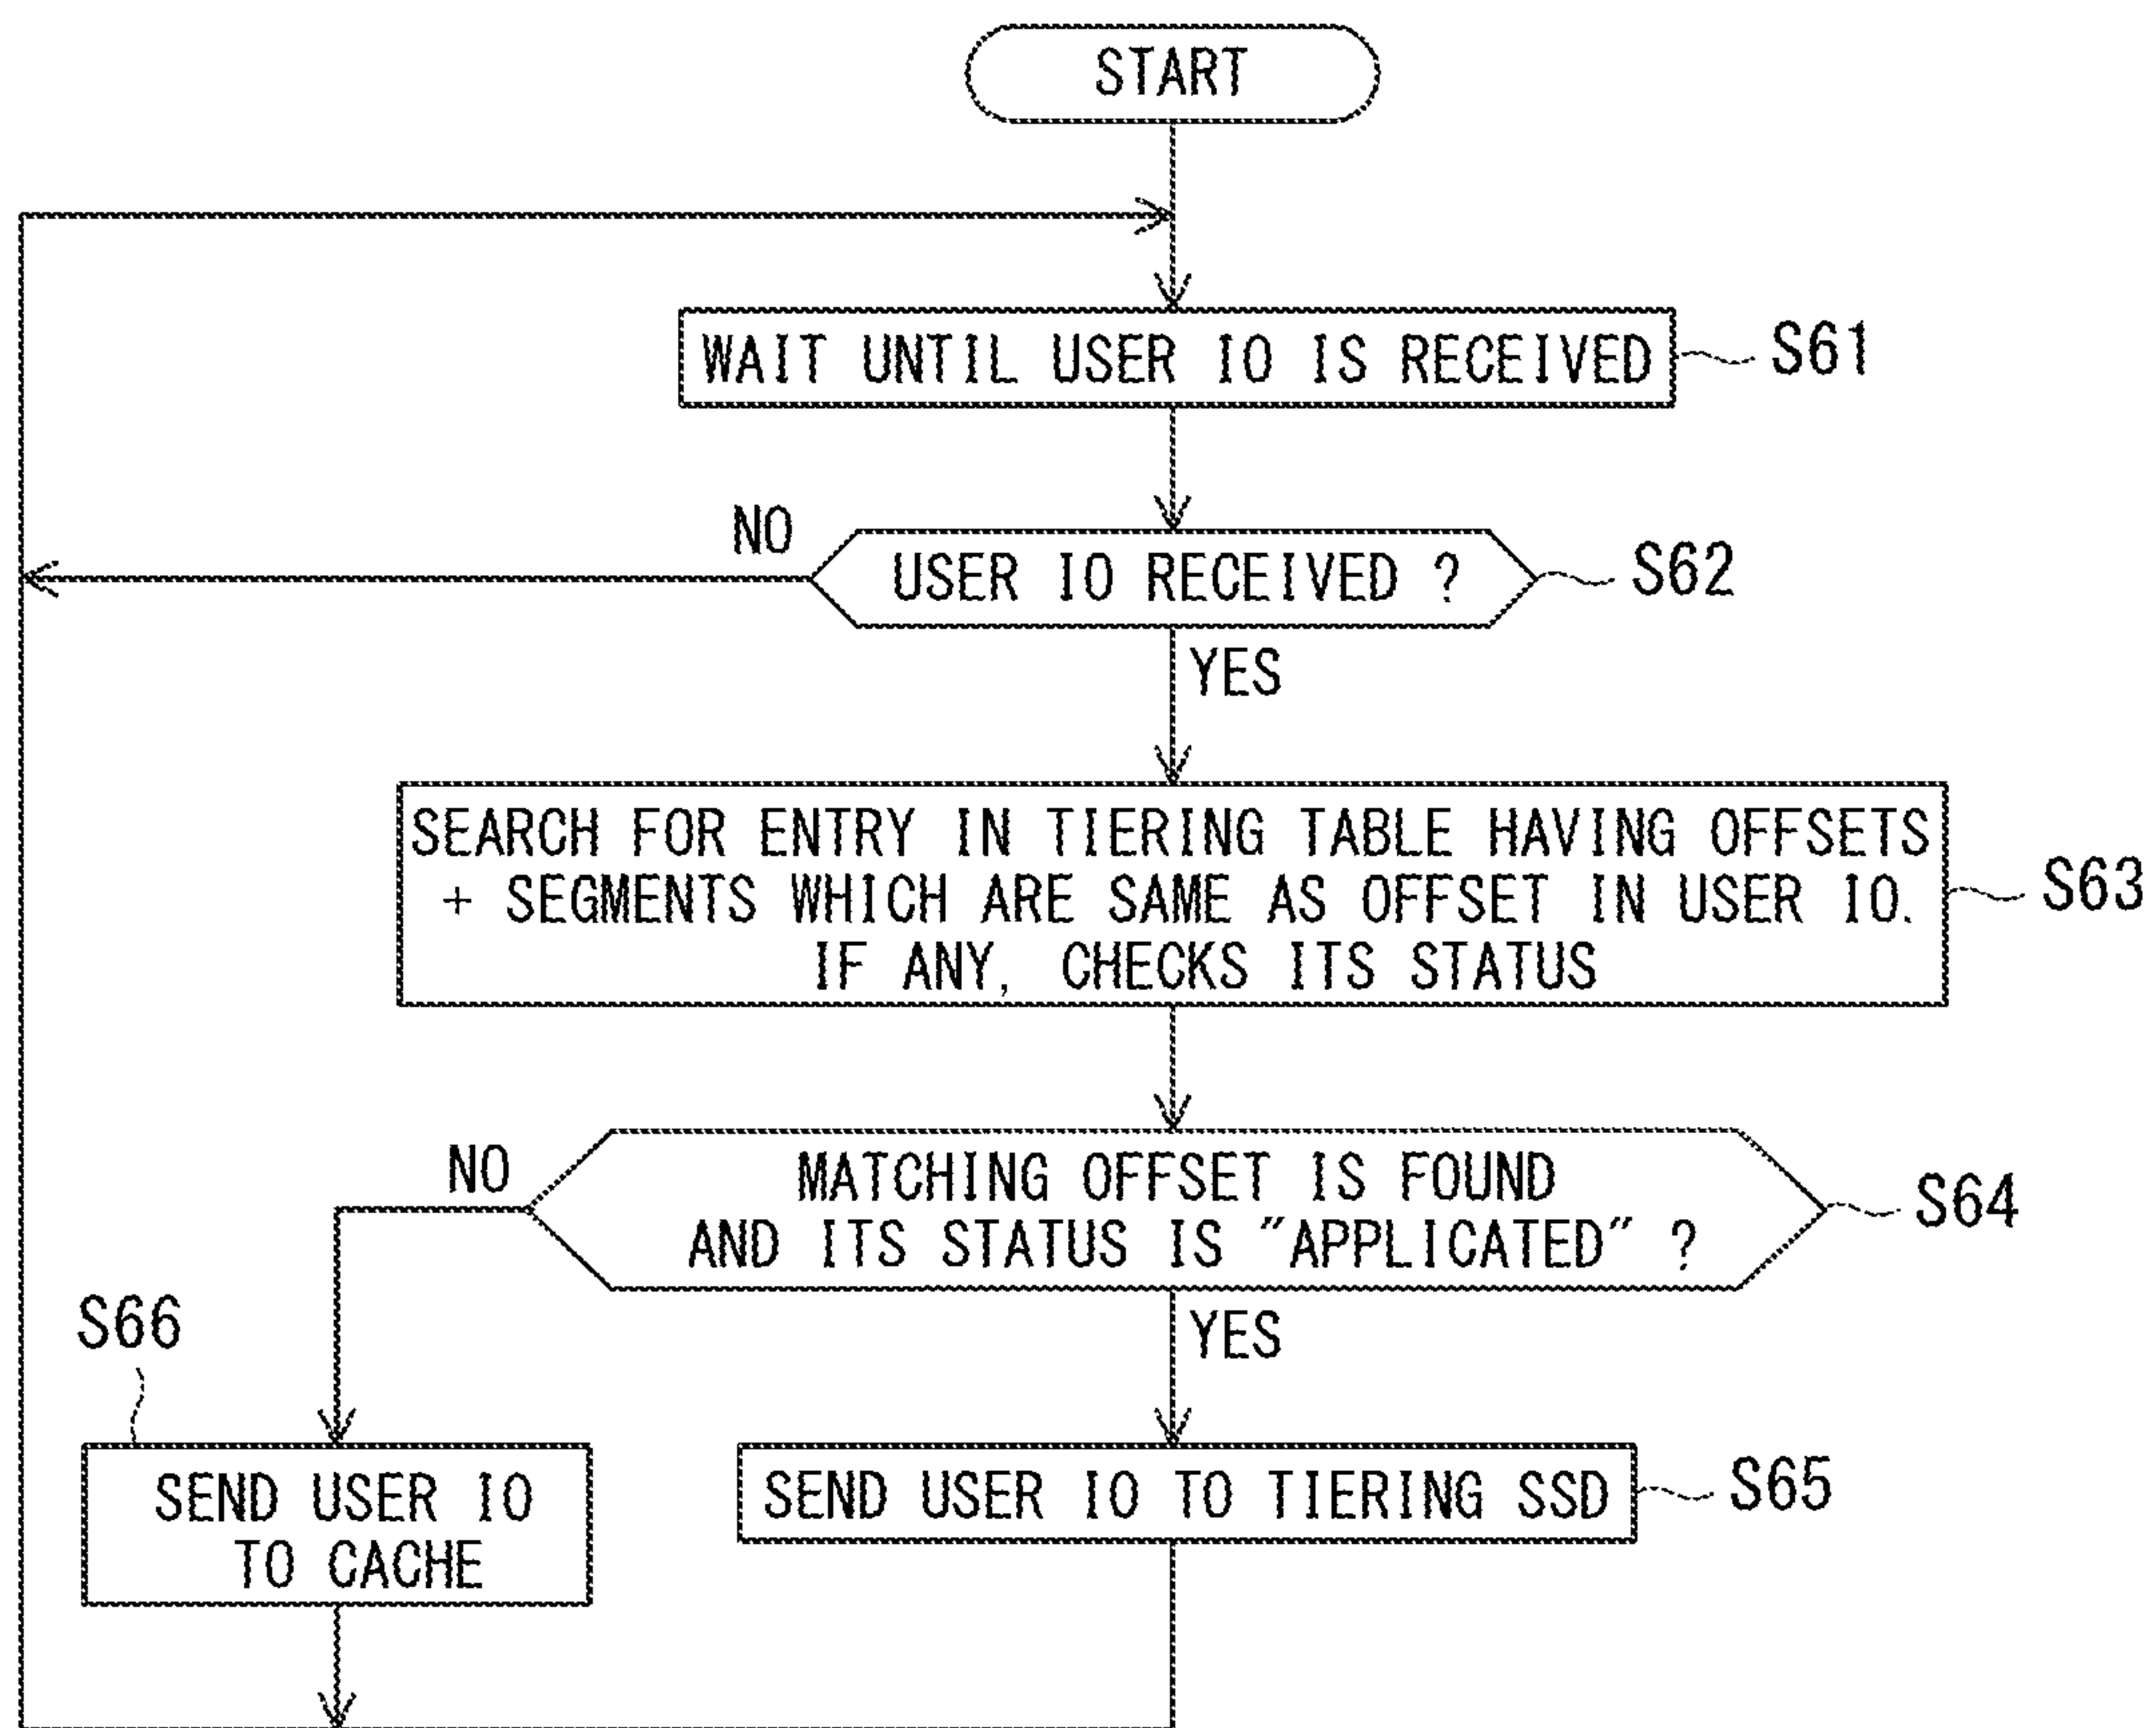 START
WAIT UNTIL USER IO IS RECEIVED
S61
NO
USER IO RECEIVED ?
S62
YES
SEARCH FOR ENTRY IN TIERING TABLE HAVING OFFSETS
+ SEGMENTS WHICH ARE SAME AS OFFSET IN USER IO.
IF ANY, CHECKS ITS STATUS
S63
NO
MATCHING OFFSET IS FOUND
AND ITS STATUS IS "APPLICATED" ?
S64
YES
S66
SEND USER IO
TO CACHE
SEND USER IO TO TIERING SSD
S65